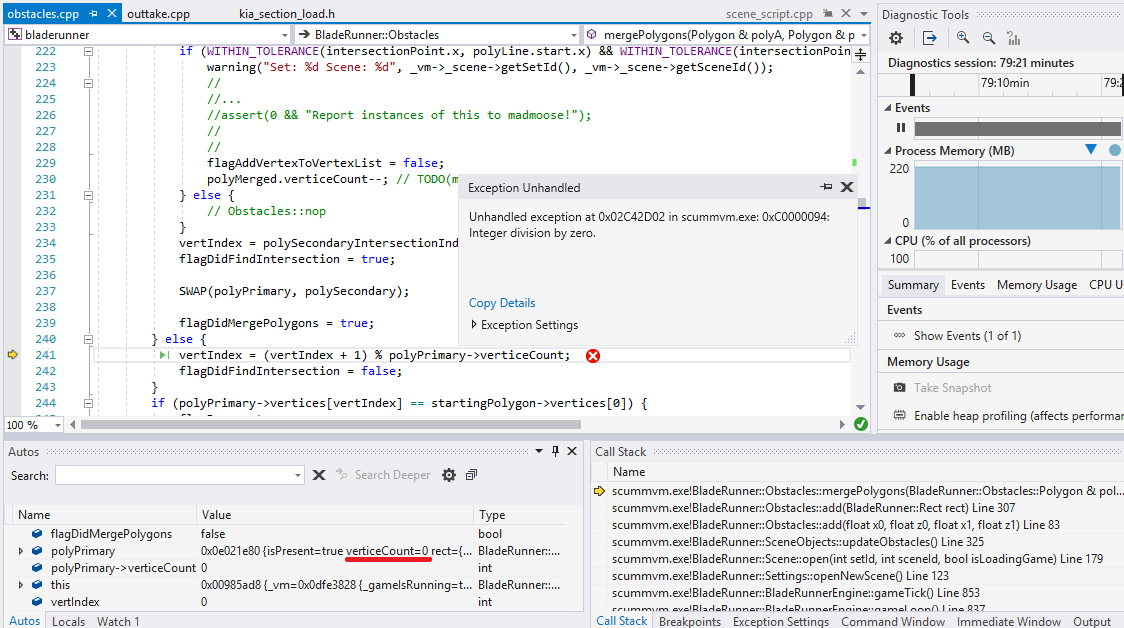 obstacles.cpp
outtake.cpp
kia_section_load.h
scene_script.cpp
bladerunner
BladeRunner::Obstacles
mergePolygons(Polygon & polyA, Polygon & p
222 if (WITHIN_TOLERANCE(intersectionPoint.x, polyLine.start.x) && WITHIN_TOLERANCE(intersectionPoin
223 warning("Set: %d Scene: %d", _vm->_scene->getSetId(), _vm->_scene->getSceneId());
224 //
225 //...
226 //assert(0 && "Report instances of this to madmoose!");
227 //
228 //
229 flagAddVertexToVertexList = false;
230 polyMerged.verticeCount--; // TODO(m
231 } else {
232 // Obstacles::nop
233 }
234 vertIndex = polySecondaryIntersectionInd
235 flagDidFindIntersection = true;
236
237 SWAP(polyPrimary, polySecondary);
238
239 flagDidMergePolygons = true;
240 } else {
241 vertIndex = (vertIndex + 1) % polyPrimary->verticeCount;
242 flagDidFindIntersection = false;
243 }
244 if (polyPrimary->vertices[vertIndex] == startingPolygon->vertices[0]) {
100 %
Exception Unhandled
Unhandled exception at 0x02C42D02 in scummvm.exe: 0xC0000094:
Integer division by zero.
Copy Details
Exception Settings
Diagnostic Tools
Diagnostics session: 79:21 minutes
79:10min
79:2
Events
Process Memory (MB)
220
0
CPU (% of all processors)
100
Summary
Events
Memory Usage
CPU U
Events
Show Events (1 of 1)
Memory Usage
Take Snapshot
Enable heap profiling (affects performan
Autos
Search:
Search Deeper
Name Value Type
flagDidMergePolygons false bool
polyPrimary 0x0e021e80 {isPresent=true verticeCount=0 rect={... BladeRunner::...
polyPrimary->verticeCount 0 int
this 0x00985ad8 {_vm=0x0dfe3828 {_gameIsRunning=t... BladeRunner::...
vertIndex 0 int
Autos
Locals
Watch 1
Call Stack
Name
scummvm.exe!BladeRunner::Obstacles::mergePolygons(BladeRunner::Obstacles::Polygon & pol...
scummvm.exe!BladeRunner::Obstacles::add(BladeRunner::Rect rect) Line 307
scummvm.exe!BladeRunner::Obstacles::add(float x0, float z0, float x1, float z1) Line 83
scummvm.exe!BladeRunner::SceneObjects::updateObstacles() Line 325
scummvm.exe!BladeRunner::Scene::open(int setId, int sceneId, bool isLoadingGame) Line 179
scummvm.exe!BladeRunner::Settings::openNewScene() Line 123
scummvm.exe!BladeRunner::BladeRunnerEngine::gameTick() Line 853
scummvm.exe!BladeRunner::BladeRunnerEngine::gameLoop() Line 837
Call Stack
Breakpoints
Exception Settings
Command Window
Immediate Window
Output